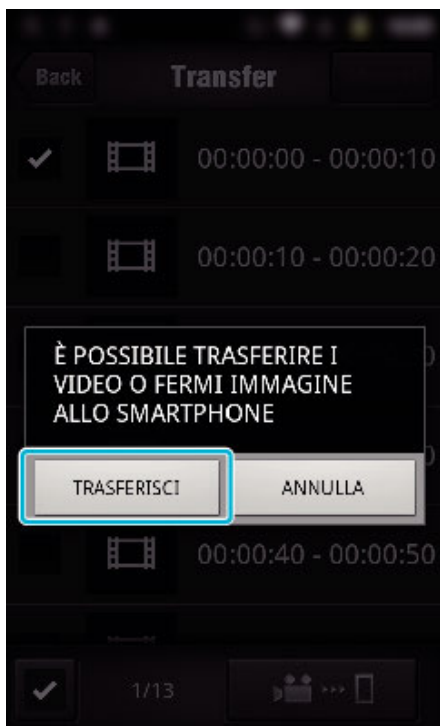 Back
Transfer
00:00:00 - 00:00:10
00:00:10 - 00:00:20
È POSSIBILE TRASFERIRE I
VIDEO O FERMI IMMAGINE
ALLO SMARTPHONE
TRASFERISCI
ANNULLA
00:00:40 - 00:00:50
1/13